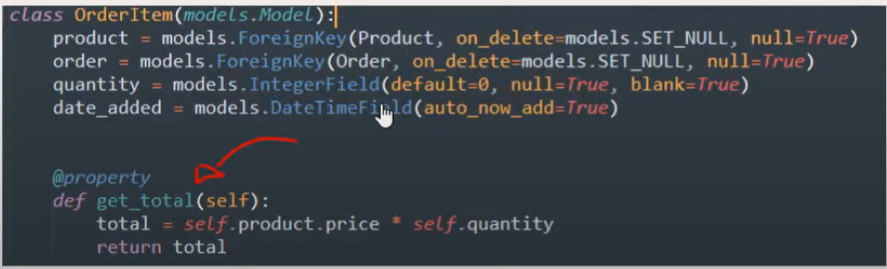 class OrderItem(models.Model):
product = models.ForeignKey(Product, on_delete=models.SET_NULL, null=True)
order = models.ForeignKey(Order, on_delete=models.SET_NULL, null=True)
quantity = models.IntegerField(default=0, null=True, blank=True)
date_added = models.DateTimeField(auto_now_add=True)
@property
def get_total(self):
total = self.product.price * self.quantity
return total